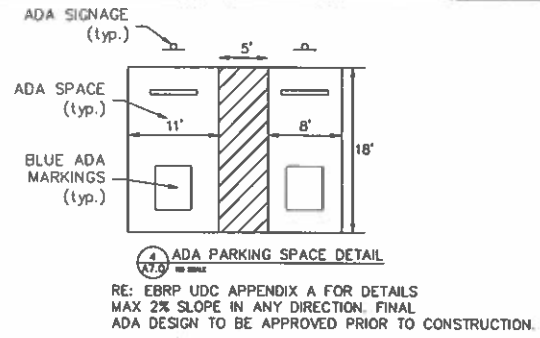 ADA SIGNAGE
(typ.)
5'
ADA SPACE
(typ.)
11'
8'
18'
BLUE ADA
MARKINGS
(typ.)
4
A7.0
ADA PARKING SPACE DETAIL
NO SCALE
RE: EBRP UDC APPENDIX A FOR DETAILS
MAX 2% SLOPE IN ANY DIRECTION. FINAL
ADA DESIGN TO BE APPROVED PRIOR TO CONSTRUCTION.